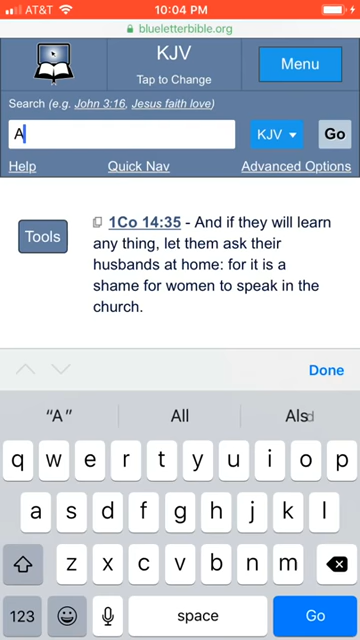 AT&T 10:04 PM
blueletterbible.org
KJV
Tap to Change
Menu
Search (e.g. John 3:16, Jesus faith love)
A
KJV
Go
Help Quick Nav Advanced Options
Tools
1Co 14:35 - And if they will learn
any thing, let them ask their
husbands at home: for it is a
shame for women to speak in the
church.
Done
“A” All
q w e r t y u i o p
a s d f g h j k l
z x c v b n m
123 space Go